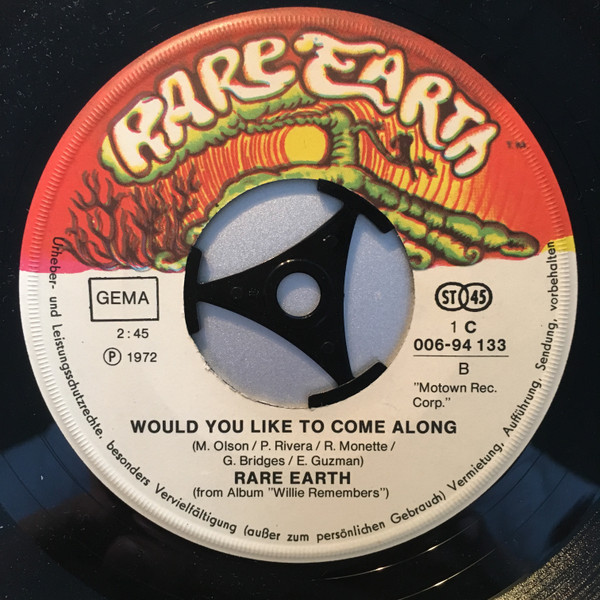 RARE EARTH
T.M.
GEMA
2:45
Ⓟ 1972
ST 45
1 C
006-94 133
B
"Motown Rec.
Corp."
WOULD YOU LIKE TO COME ALONG
(M. Olson / P. Rivera / R. Monette /
G. Bridges / E. Guzman)
RARE EARTH
(from Album "Willie Remembers")
Urheber- und Leistungsschutzrechte, besonders Vervielfältigung (außer zum persönlichen Gebrauch) Vermietung, Aufführung, Sendung, vorbehalten